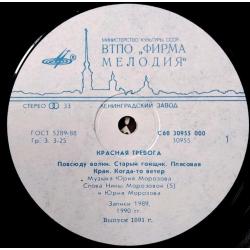 МИНИСТЕРСТВО КУЛЬТУРЫ СССР
ВТПО „ФИРМА
МЕЛОДИЯ"
СТЕРЕО 33
ЛЕНИНГРАДСКИЙ ЗАВОД
ГОСТ 5289-88
Гр. 3. 3-25
С60 30955 000
30955
1
КРАСНАЯ ТРЕВОГА
Повсюду волки. Старый гонщик. Плясовая
Крик. Когда-то ветер
Музыка Юрия Морозова
Слова Нины Морозовой (5)
и Юрия Морозова
Записи 1989,
1990 гг.
Выпуск 1991 г.